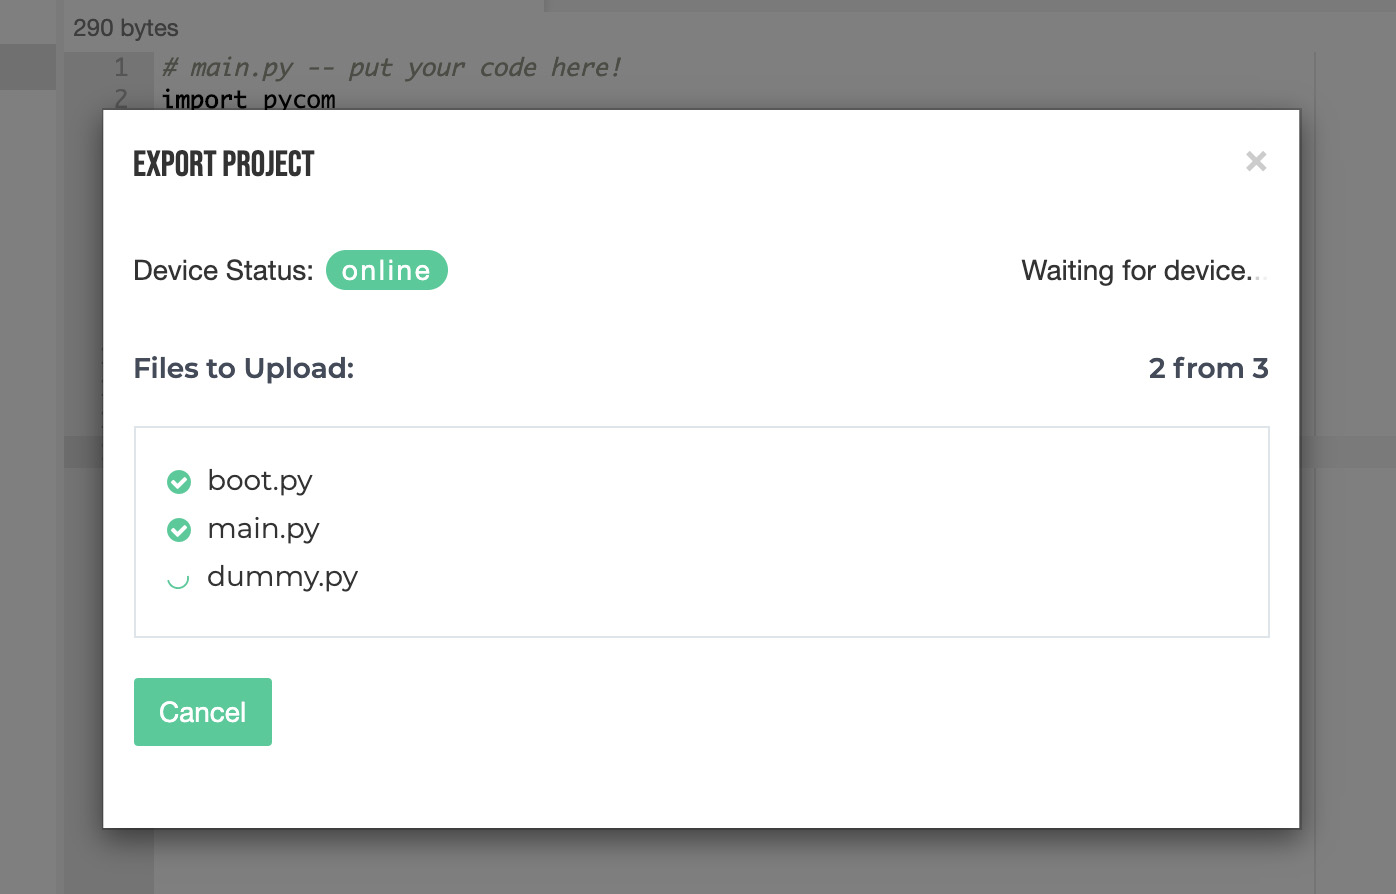 290 bytes
1 # main.py -- put your code here!
2 import pycom
EXPORT PROJECT ×
Device Status: online Waiting for device...
Files to Upload: 2 from 3
boot.py
main.py
dummy.py
Cancel